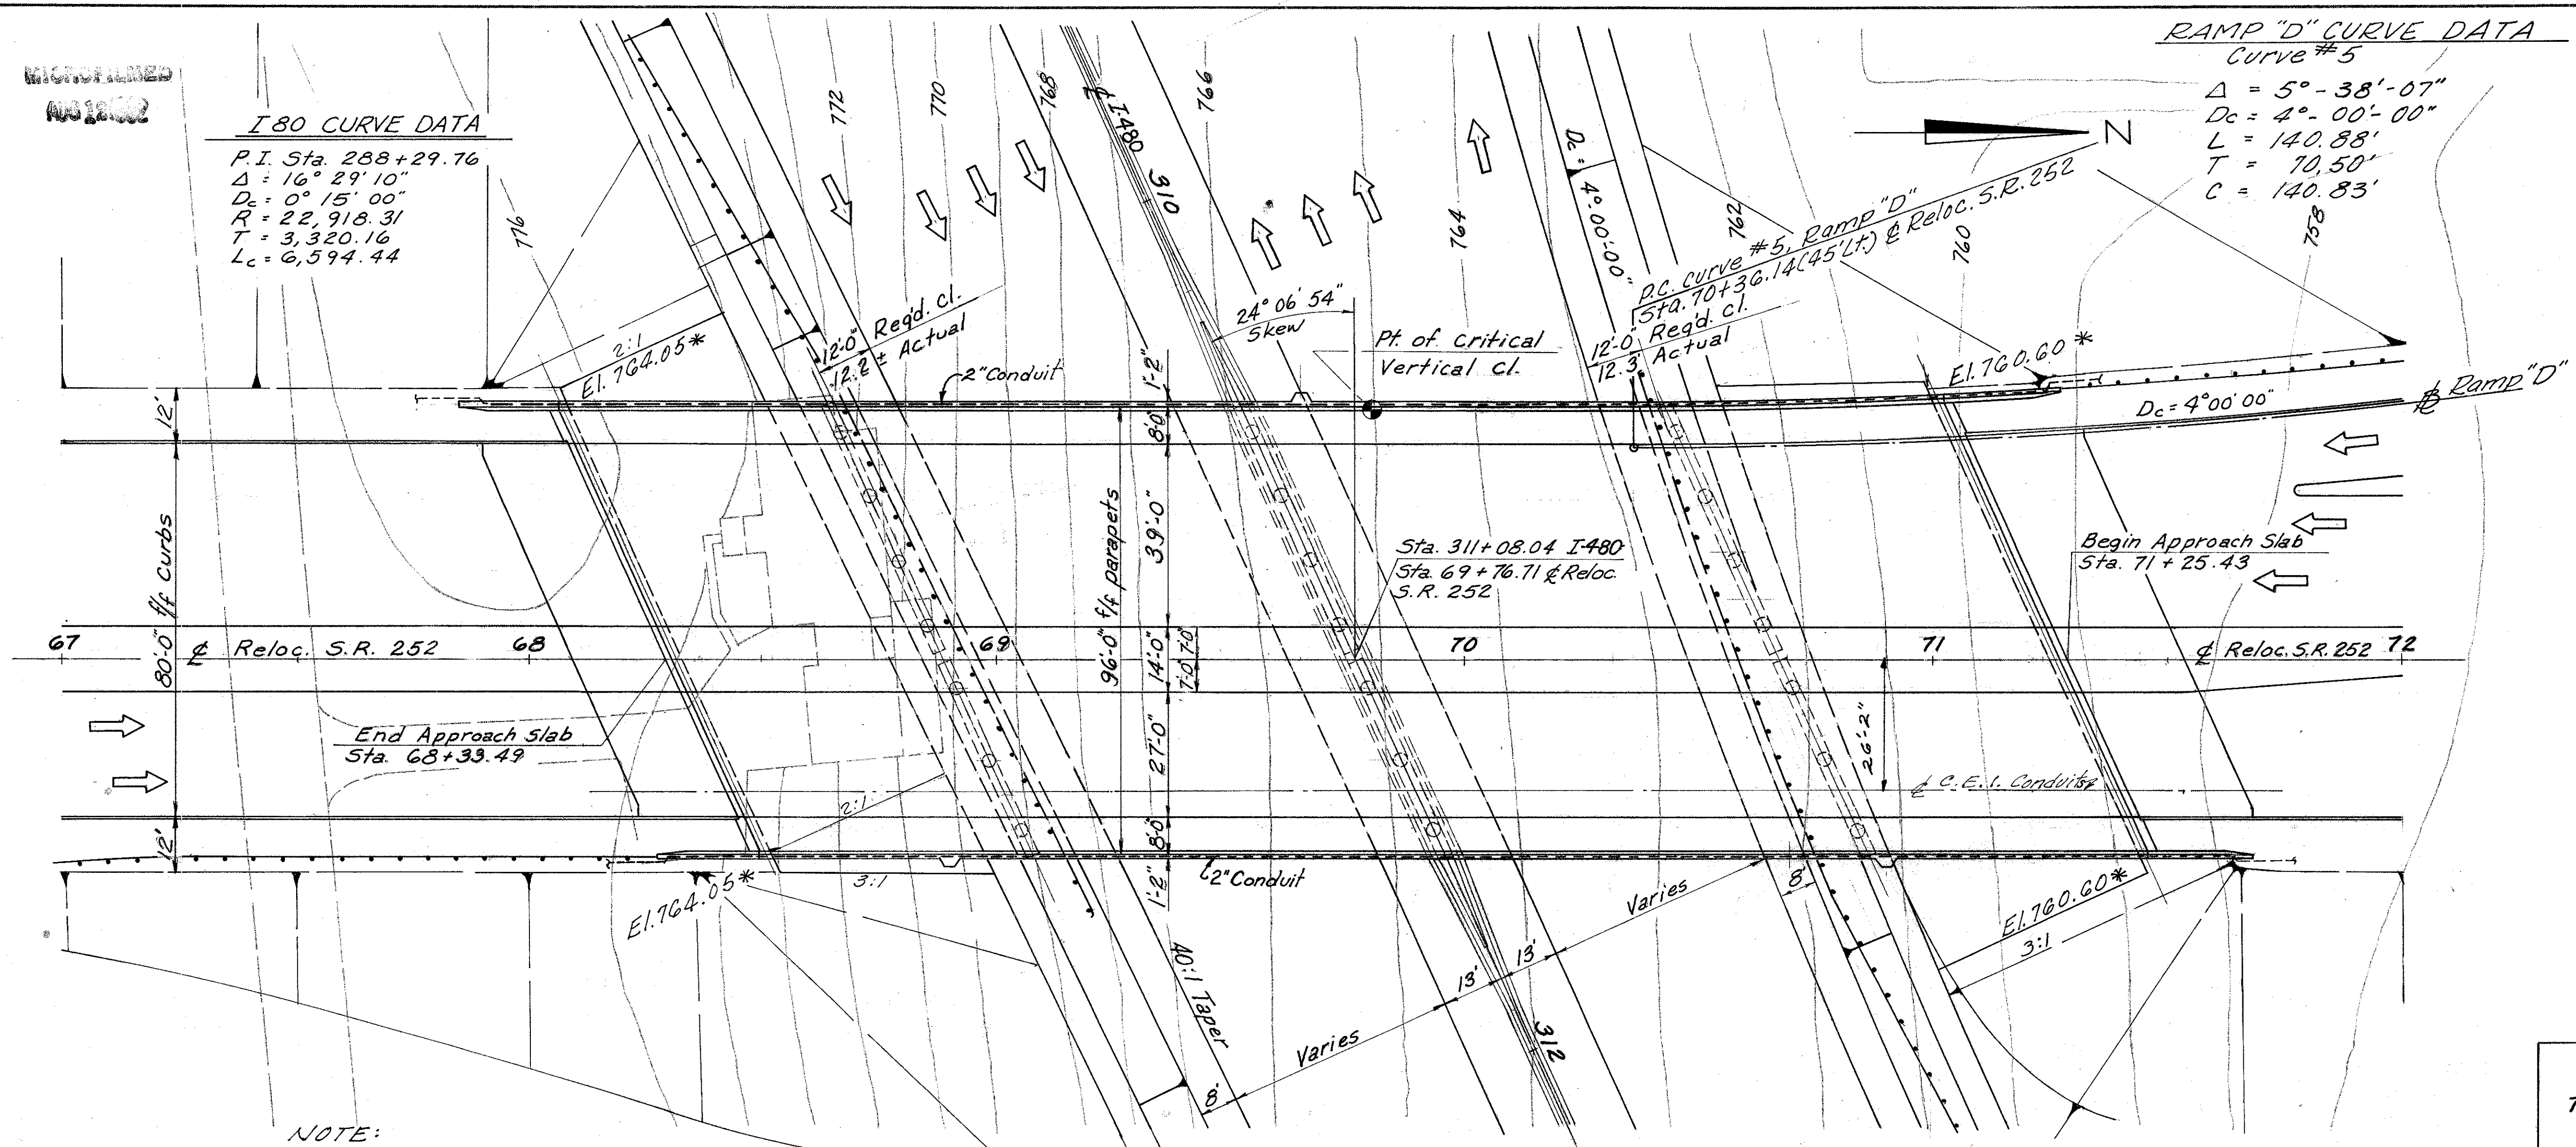 MICROFILMED
I 80 CURVE DATA
P.I. Sta. 288+29.76
Δ = 16° 29' 10"
Dc = 0° 15' 00"
R = 22,918.31
T = 3,320.16
Lc = 6,594.44
RAMP "D" CURVE DATA
Curve #5
Δ = 5°-38'-07"
Dc = 4°-00'-00"
L = 140.88'
T = 70.50'
C = 140.83'
N
776
772
770
768
766
764
762
760
758
℄ I-480
310
Dc = 4°-00'-00"
P.C. Curve #5, Ramp "D"
Sta. 70+36.14 (45' Lt.) ℄ Reloc. S.R. 252
12'-0" Req'd. Cl.
12.2' ± Actual
24° 06' 54"
Skew
Pt. of Critical
Vertical Cl.
12'-0" Req'd. Cl.
12.3' Actual
2:1
El. 764.05*
2" Conduit
El. 760.60*
℄ Ramp "D"
Dc = 4°00'00"
12'
80'-0" f/f Curbs
12'
1'-2"
8'-0"
39'-0"
96'-0" f/f parapets
14'-0"
7'-0" 7'-0"
27'-0"
8'-0"
1'-2"
Sta. 311+08.04 I-480
Sta. 69+76.71 ℄ Reloc.
S.R. 252
Begin Approach Slab
Sta. 71+25.43
67
℄ Reloc. S.R. 252
68
69
70
71
℄ Reloc. S.R. 252
72
End Approach Slab
Sta. 68+33.49
26'-2"
℄ C.E.I. Conduits
2:1
3:1
2" Conduit
El. 764.05*
Varies
8'
El. 760.60*
3:1
40:1 Taper
13'
13'
Varies
8'
312
NOTE: